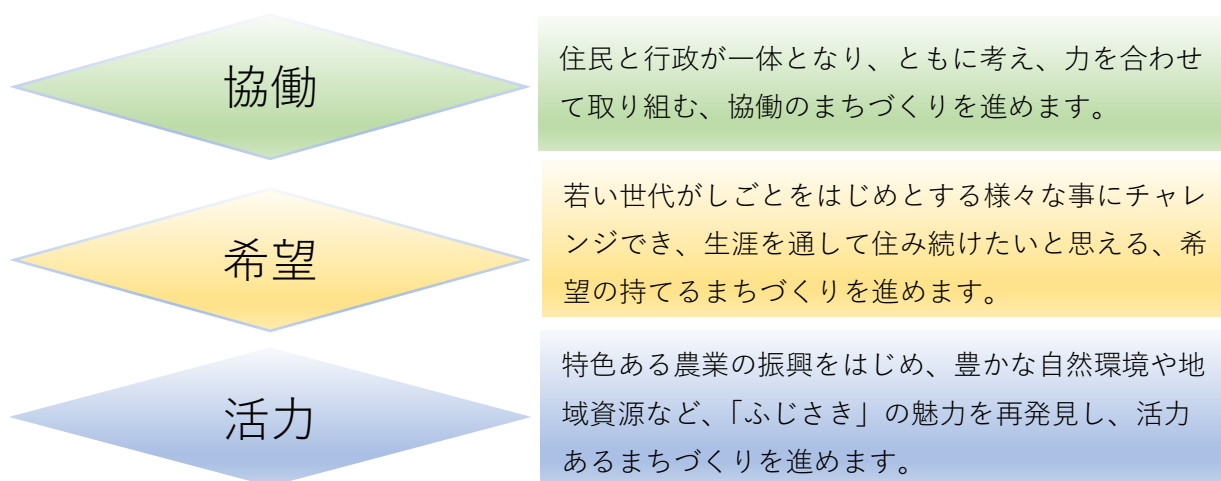 協働
住民と行政が一体となり、ともに考え、力を合わせ
て取り組む、協働のまちづくりを進めます。
希望
若い世代がしごとをはじめとする様々な事にチャレ
ンジでき、生涯を通して住み続けたいと思える、希
望の持てるまちづくりを進めます。
活力
特色ある農業の振興をはじめ、豊かな自然環境や地
域資源など、「ふじさき」の魅力を再発見し、活力
あるまちづくりを進めます。